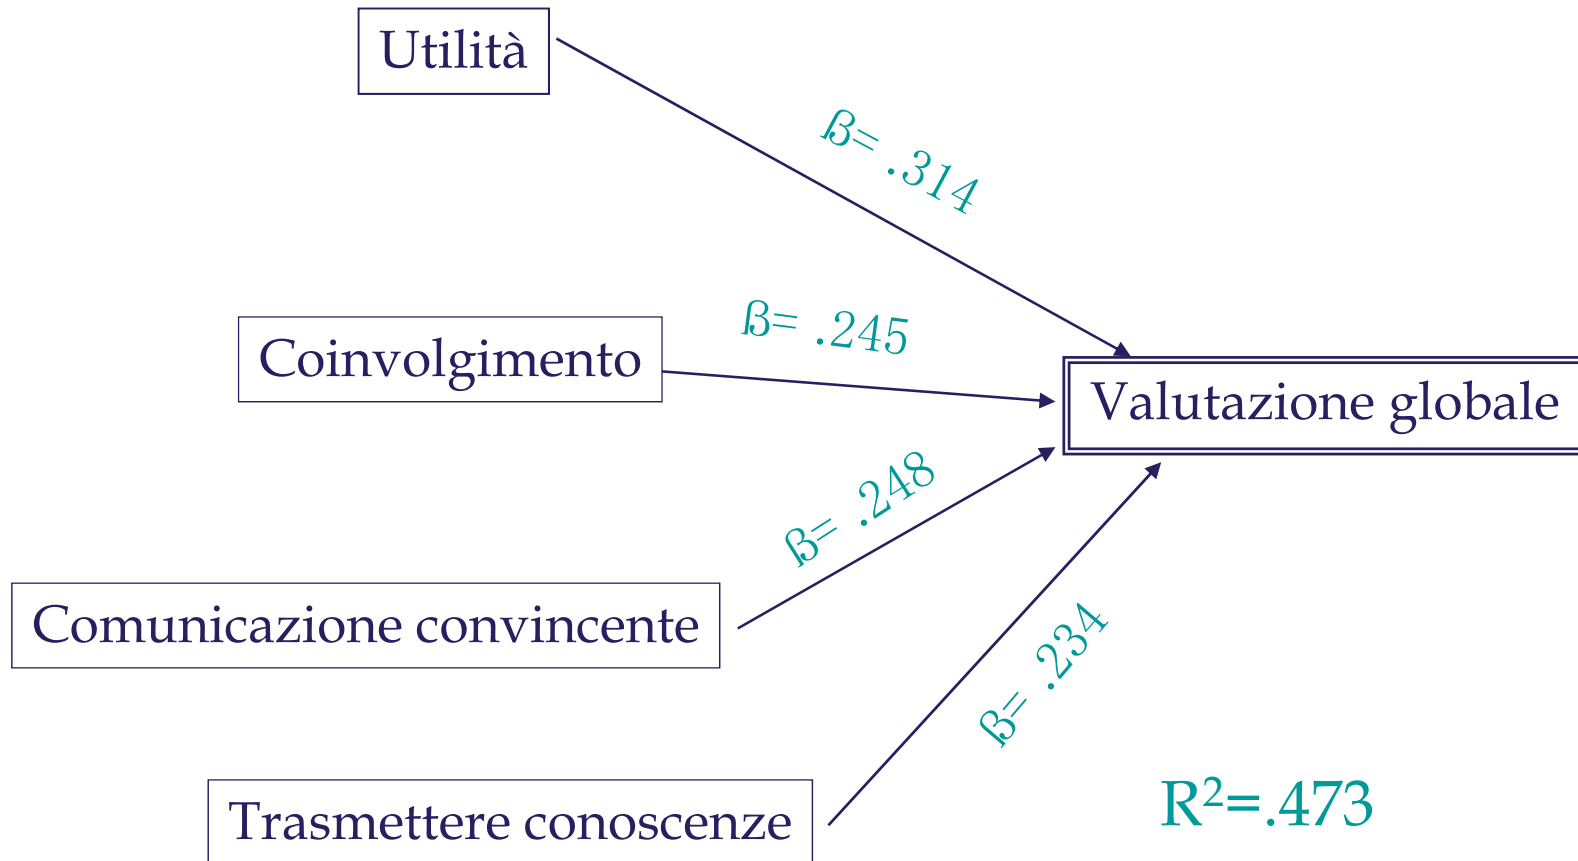 Utilità
ß= .314
Coinvolgimento
ß= .245
Valutazione globale
ß= .248
Comunicazione convincente
ß= .234
Trasmettere conoscenze
R²=.473